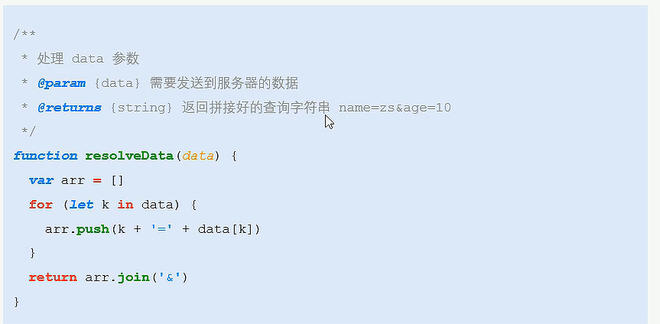 /**
 * 处理 data 参数
 * @param {data} 需要发送到服务器的数据
 * @returns {string} 返回拼接好的查询字符串 name=zs&age=10
 */
function resolveData(data) {
  var arr = []
  for (let k in data) {
    arr.push(k + '=' + data[k])
  }
  return arr.join('&')
}